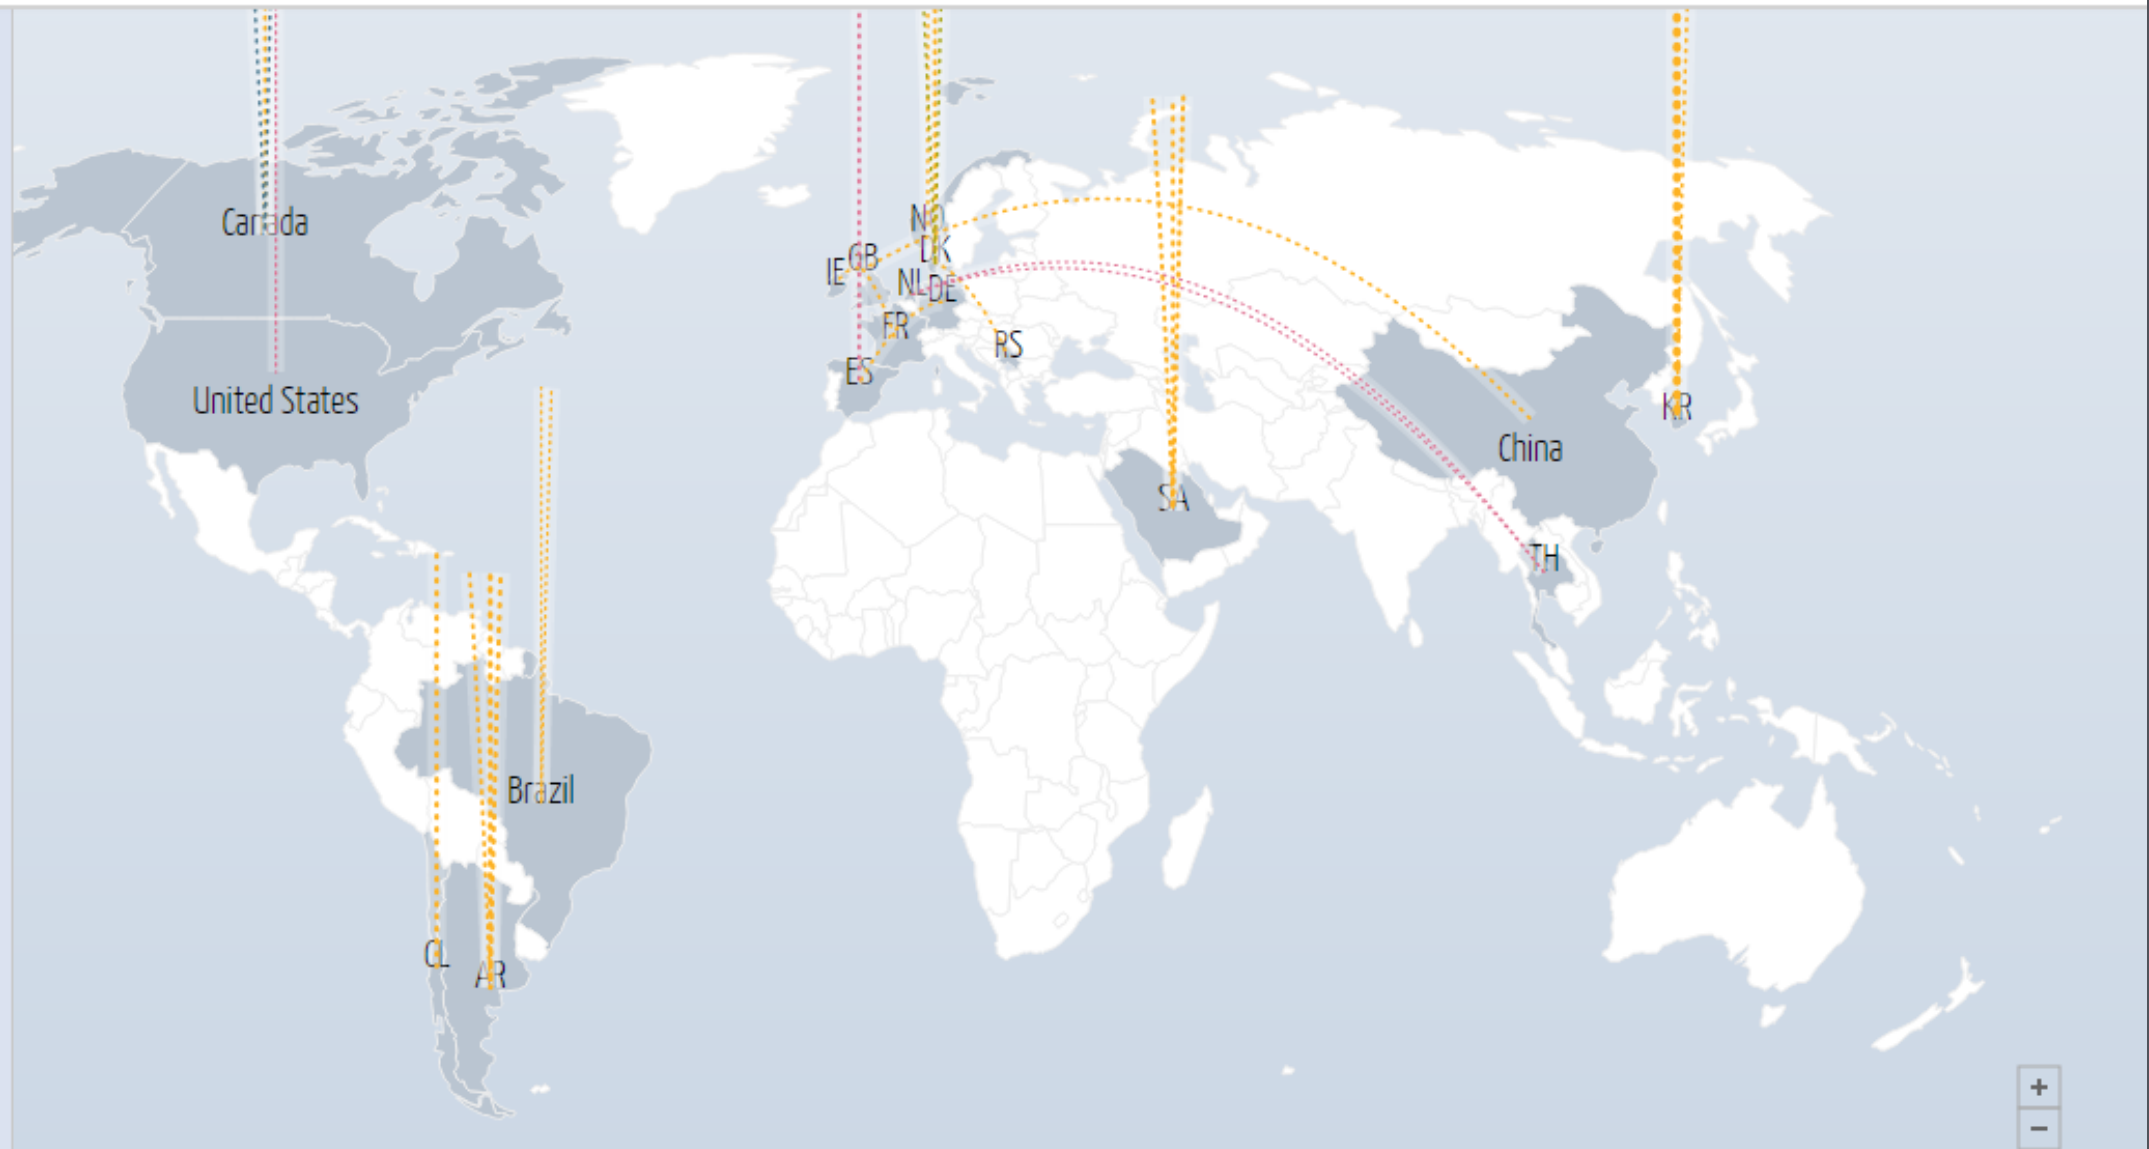 Canada
NO
DK
GB
IE
NL
DE
FR
RS
ES
United States
KR
China
SA
TH
Brazil
CL
AR
+
−